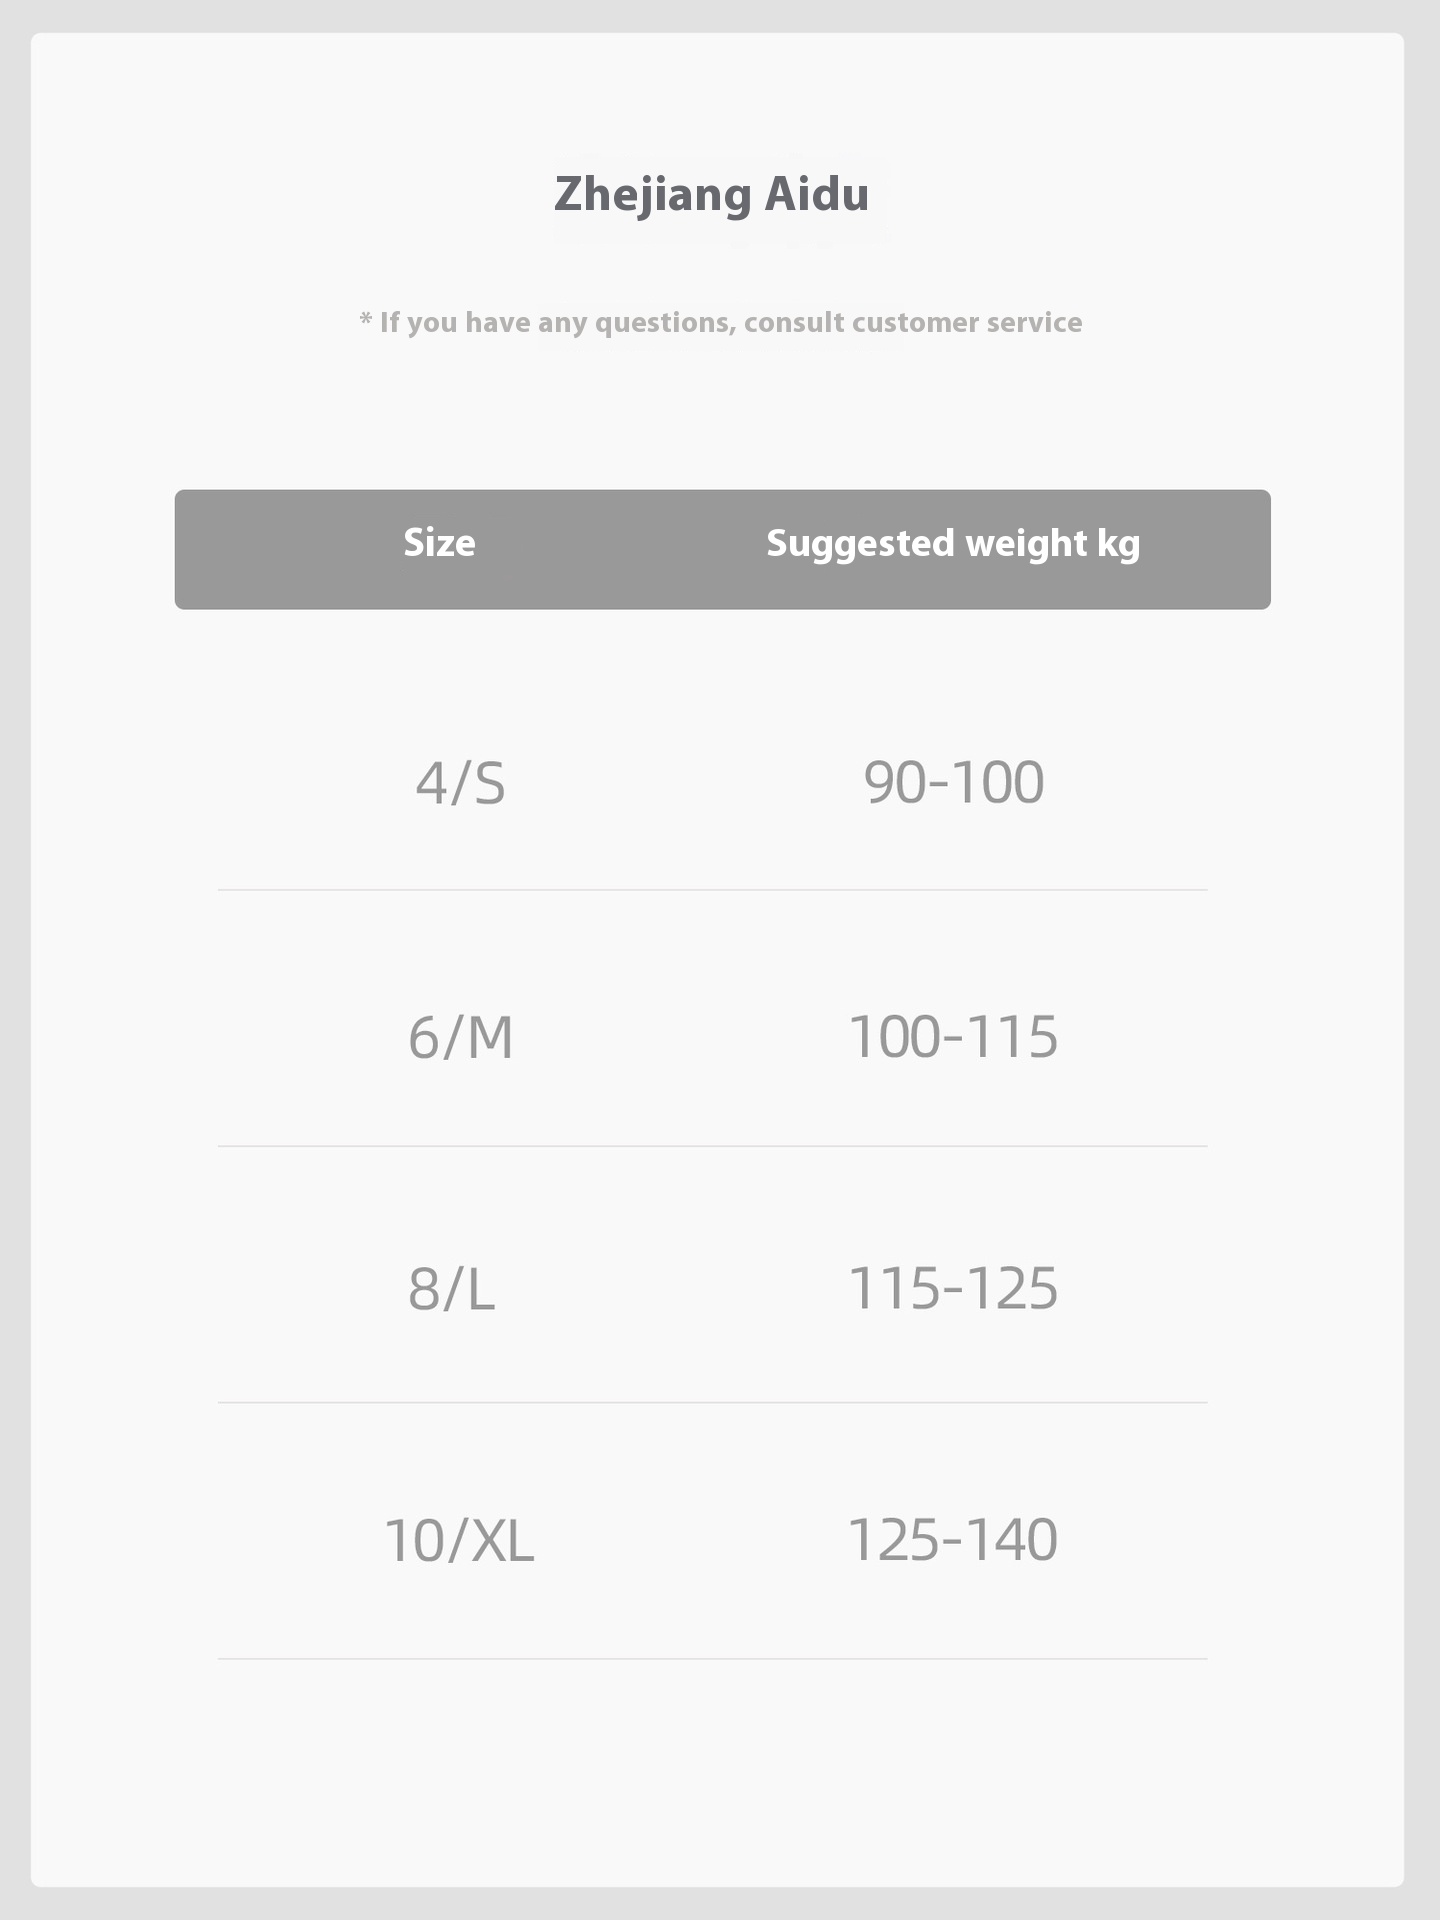 Zhejiang Aidu
* If you have any questions, consult customer service
Size Suggested weight kg
4/S 90-100
6/M 100-115
8/L 115-125
10/XL 125-140